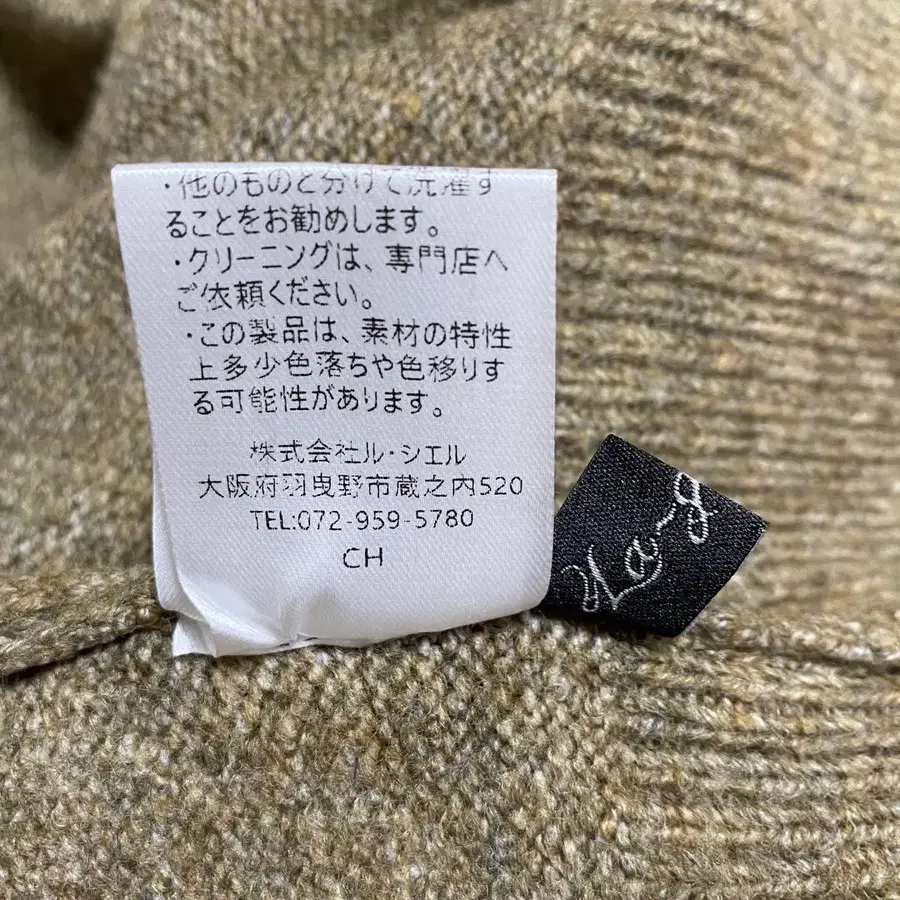 ・他のものと分けて洗濯す
ることをお勧めします。
・クリーニングは、専門店へ
ご依頼ください。
・この製品は、素材の特性
上多少色落ちや色移りす
る可能性があります。
株式会社ル・シエル
大阪府羽曳野市蔵之内520
TEL:072-959-5780
CH